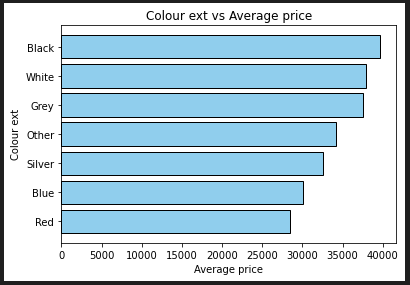 Colour ext vs Average price
Colour ext
Black
White
Grey
Other
Silver
Blue
Red
0 5000 10000 15000 20000 25000 30000 35000 40000
Average price